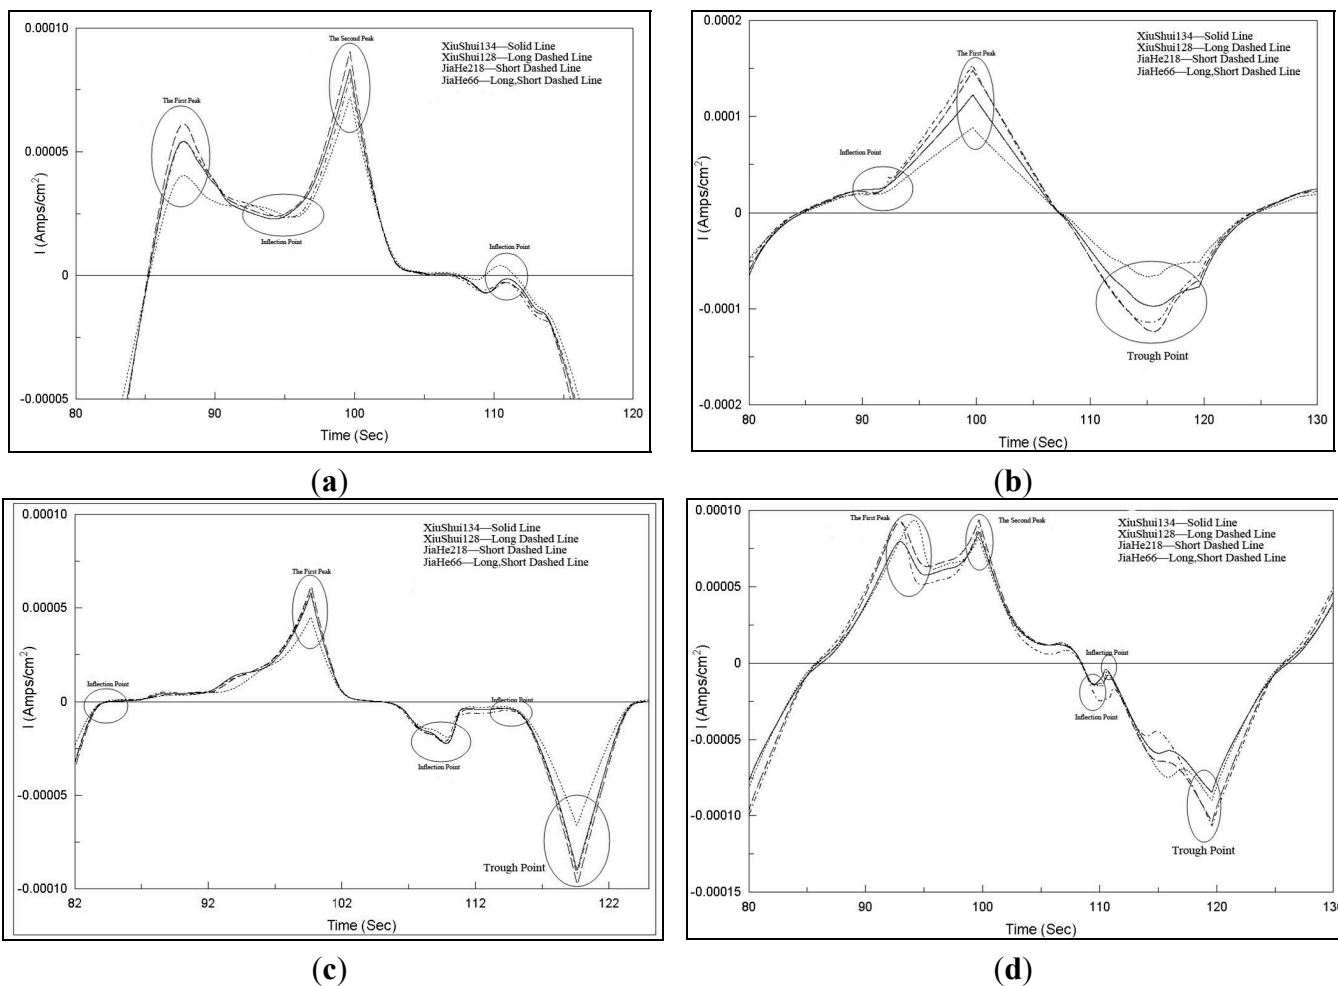 0.00010
XiuShui134—Solid Line
XiuShui128—Long Dashed Line
JiaHe218—Short Dashed Line
JiaHe66—Long,Short Dashed Line
The Second Peak
The First Peak
0.00005
I (Amps/cm²)
Inflection Point
Inflection Point
0
-0.00005
80
90
100
110
120
Time (Sec)
(a)
0.0002
XiuShui134—Solid Line
XiuShui128—Long Dashed Line
JiaHe218—Short Dashed Line
JiaHe66—Long,Short Dashed Line
The First Peak
0.0001
I (Amps/cm²)
Inflection Point
0
-0.0001
Trough Point
-0.0002
80
90
100
110
120
130
Time (Sec)
(b)
0.00010
XiuShui134—Solid Line
XiuShui128—Long Dashed Line
JiaHe218—Short Dashed Line
JiaHe66—Long,Short Dashed Line
The First Peak
0.00005
I (Amps/cm²)
Inflection Point
Inflection Point
0
Inflection Point
-0.00005
Trough Point
-0.00010
82
92
102
112
122
Time (Sec)
(c)
0.00010
The First Peak
The Second Peak
XiuShui134—Solid Line
XiuShui128—Long Dashed Line
JiaHe218—Short Dashed Line
JiaHe66—Long,Short Dashed Line
0.00005
I (Amps/cm²)
Inflection Point
0
Inflection Point
-0.00005
-0.00010
Trough Point
-0.00015
80
90
100
110
120
130
Time (Sec)
(d)